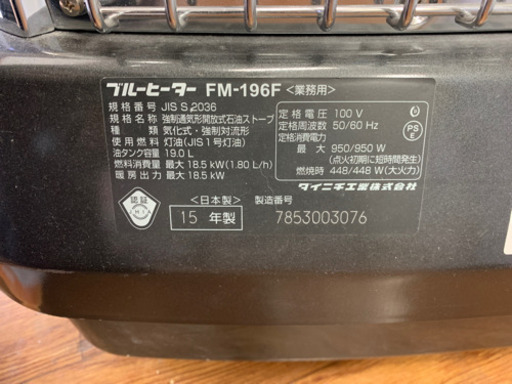 ブルーヒーター FM-196F <業務用>
規格番号 JIS S 2036
規格名称 強制通気形開放式石油ストーブ
種類 気化式・強制対流形
使用燃料 灯油(JIS1号灯油)
油タンク容量 19.0 L
燃料消費量 最大 18.5 kW (1.80 L/h)
暖房出力 最大 18.5 kW
定格電圧 100 V
定格周波数 50/60 Hz
定格消費電力
最大 950/950 W
(点火初期に短時間発生)
燃焼時 448/448 W (大火力)
PSE
ダイニチ工業株式会社
認証
JHIA
<日本製> 製造番号
15 年製 7853003076